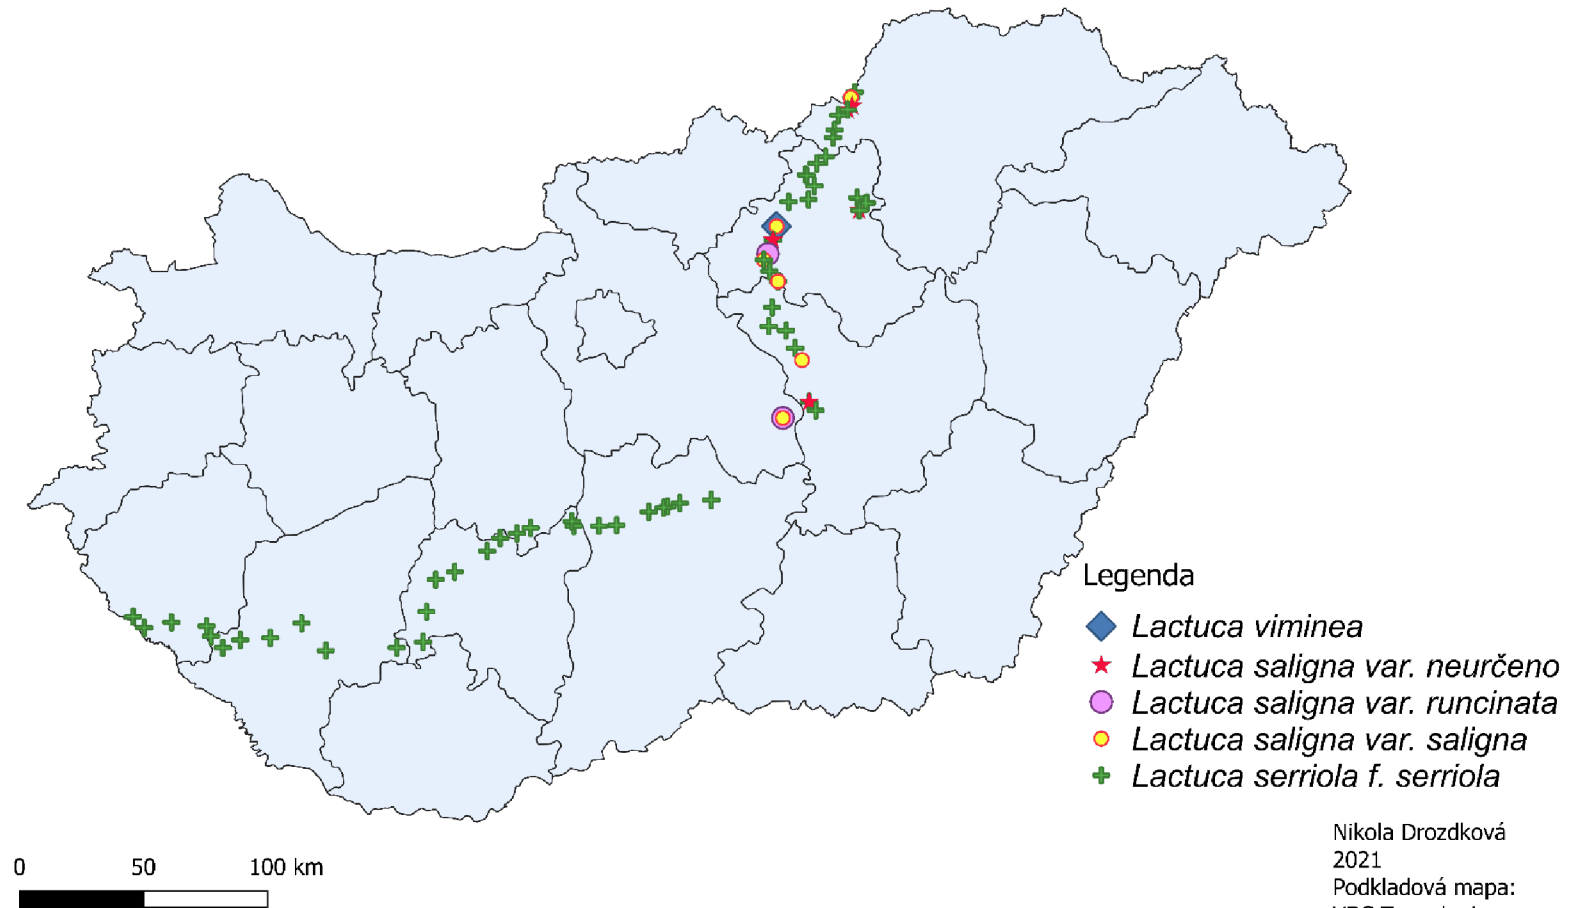 Legenda
Lactuca viminea
Lactuca saligna var. neurčeno
Lactuca saligna var. runcinata
Lactuca saligna var. saligna
Lactuca serriola f. serriola
Nikola Drozdková
2021
Podkladová mapa:
0 50 100 km